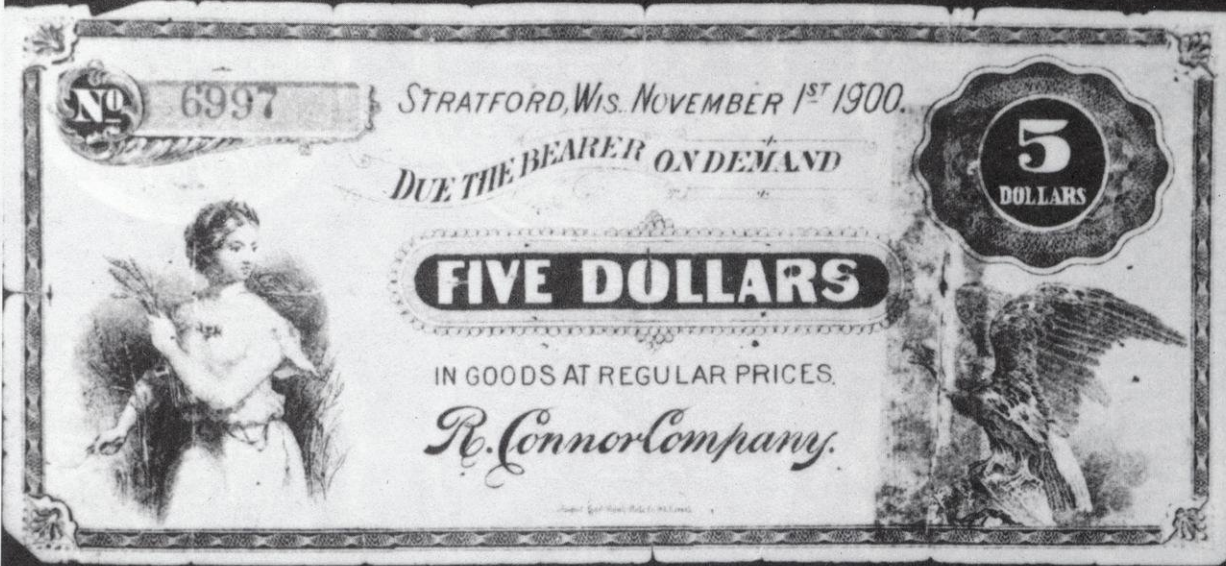 Nº 6997
STRATFORD, WIS. NOVEMBER 1ST 1900.
DUE THE BEARER ON DEMAND
5
DOLLARS
FIVE DOLLARS
IN GOODS AT REGULAR PRICES.
R. Connor Company.